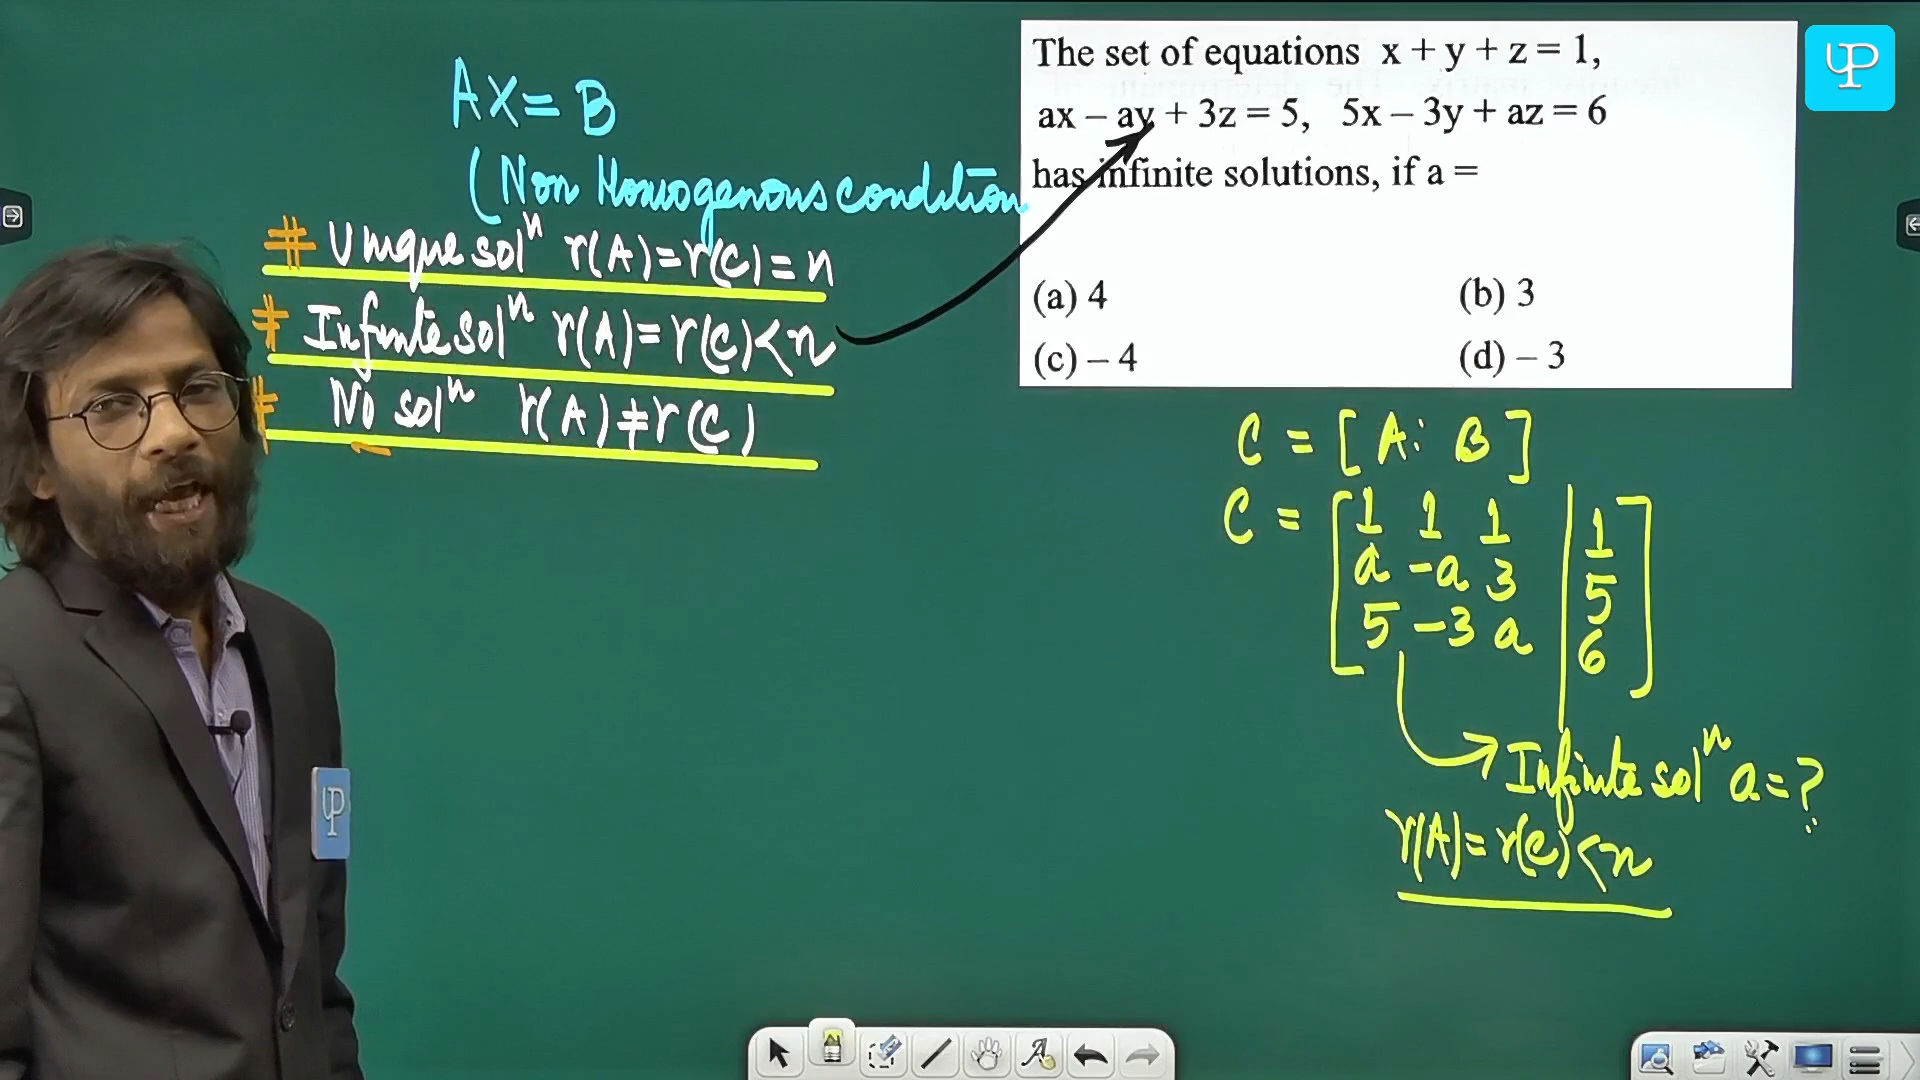 AX = B
(Non Homogenous condition
# Unique solⁿ r(A)=r(C)=n
# Infinite solⁿ r(A)=r(C)<n
# No solⁿ r(A)≠r(C)
The set of equations x + y + z = 1,
ax – ay + 3z = 5, 5x – 3y + az = 6
has infinite solutions, if a =
(a) 4 (b) 3
(c) – 4 (d) – 3
UP
C = [A : B]
C = [ 1 1 1 | 1
a -a 3 | 5
5 -3 a | 6 ]
Infinite solⁿ a = ?
r(A)=r(C)<n
UP